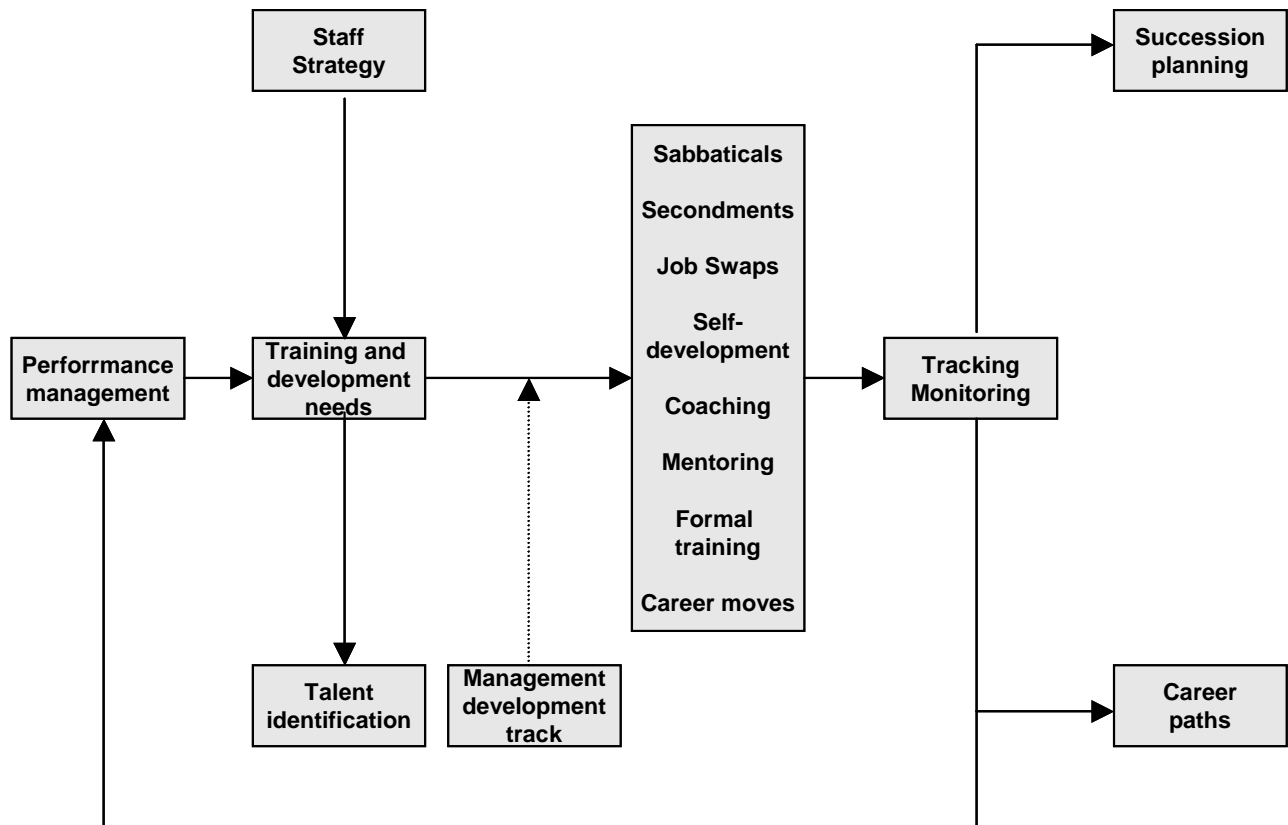 Staff
Strategy
Succession
planning
Sabbaticals
Secondments
Job Swaps
Self-
development
Coaching
Mentoring
Formal
training
Career moves
Perforrmance
management
Training and
development
needs
Tracking
Monitoring
Talent
identification
Management
development
track
Career
paths